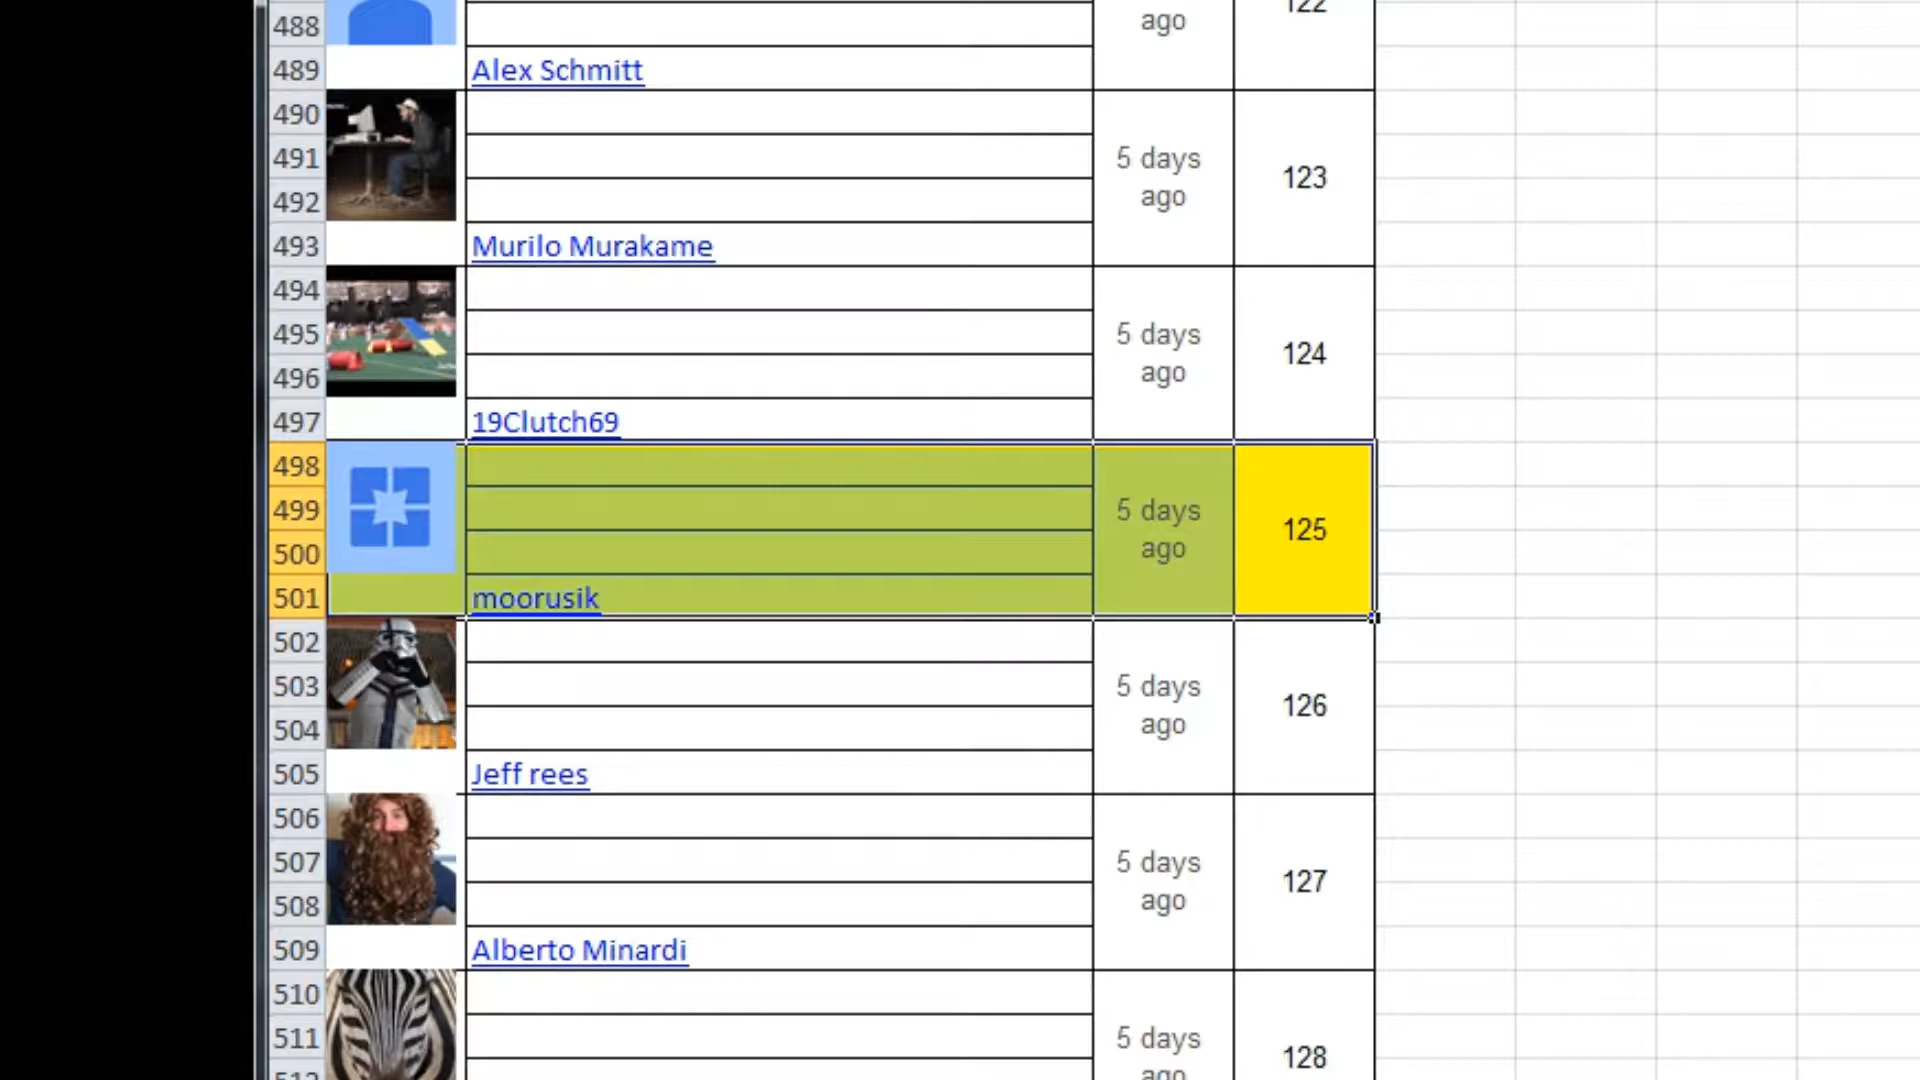 488
ago
122
489
Alex Schmitt
490
491
5 days
ago
123
492
493
Murilo Murakame
494
495
5 days
ago
124
496
497
19Clutch69
498
499
5 days
ago
125
500
501
moorusik
502
503
5 days
ago
126
504
505
Jeff rees
506
507
5 days
ago
127
508
509
Alberto Minardi
510
511
5 days
ago
128
512